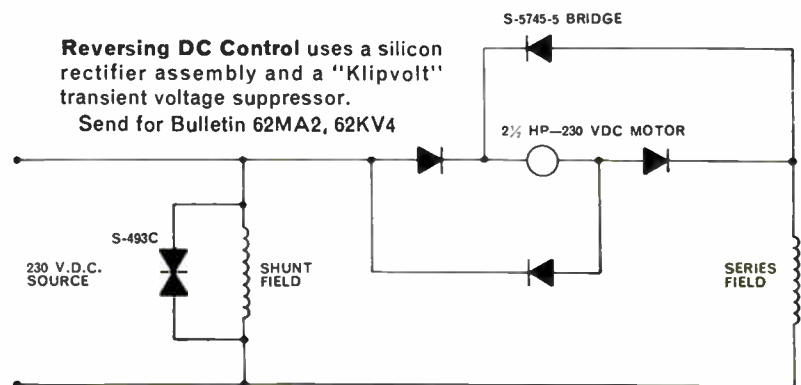 S-5745-5 BRIDGE
Reversing DC Control uses a silicon
rectifier assembly and a "Klipvolt"
transient voltage suppressor.
Send for Bulletin 62MA2, 62KV4
2½ HP—230 VDC MOTOR
S-493C
230 V.D.C.
SOURCE
SHUNT
FIELD
SERIES
FIELD